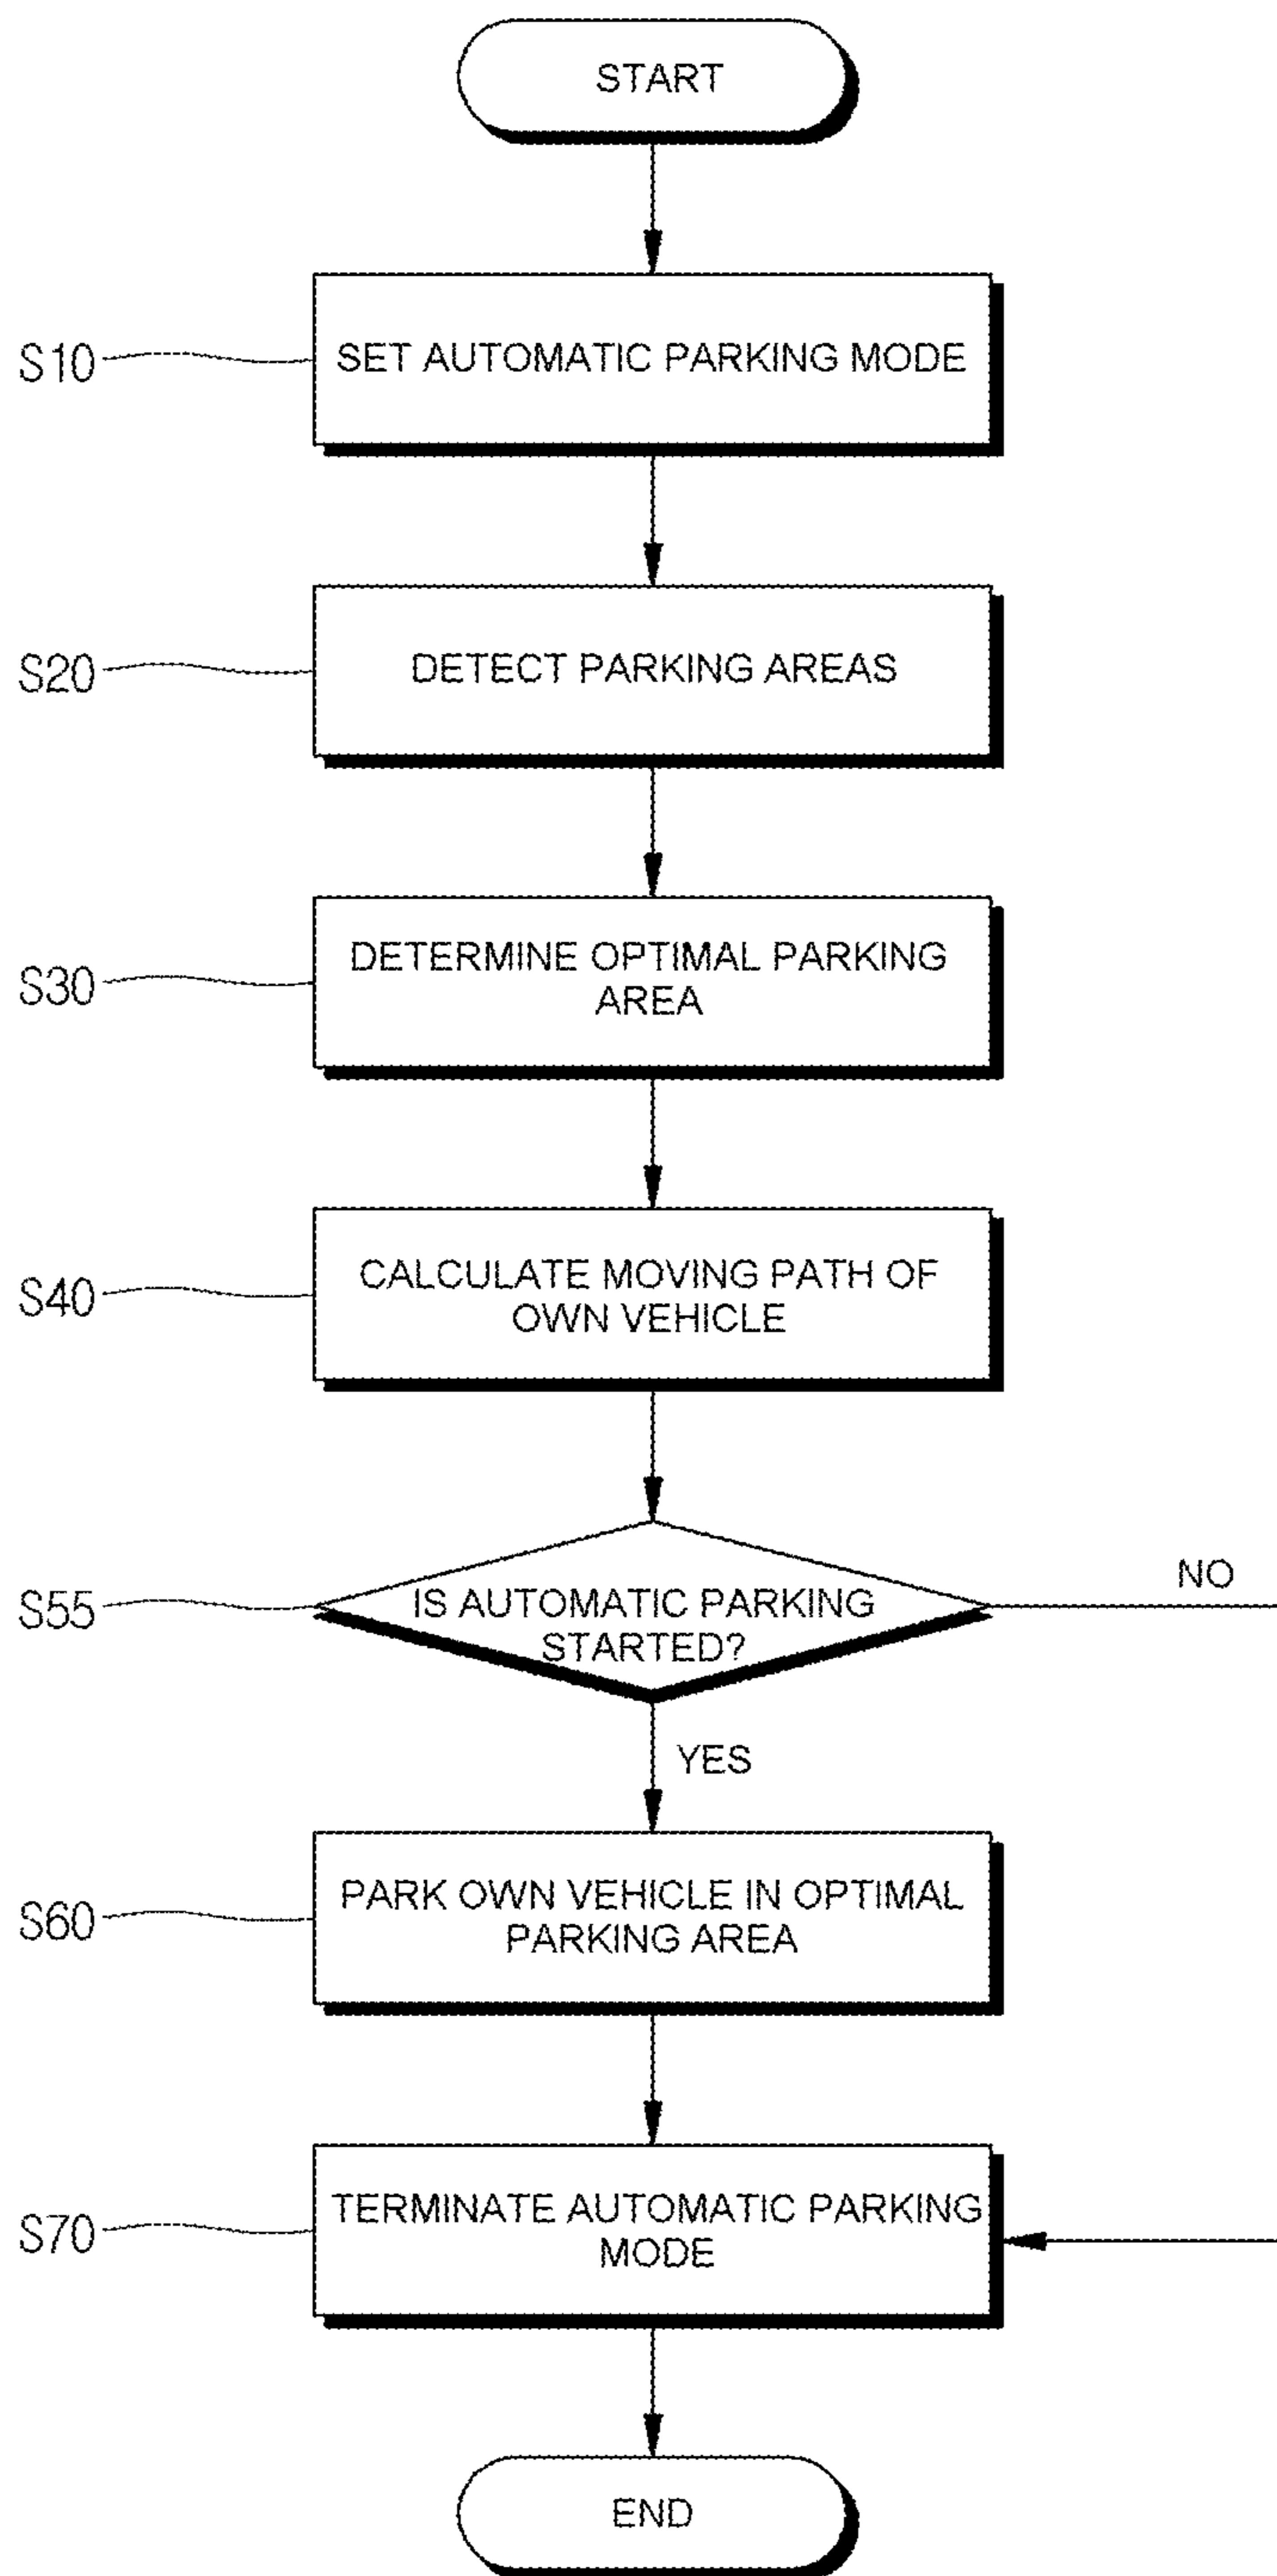 START
S10
SET AUTOMATIC PARKING MODE
S20
DETECT PARKING AREAS
S30
DETERMINE OPTIMAL PARKING
AREA
S40
CALCULATE MOVING PATH OF
OWN VEHICLE
S55
IS AUTOMATIC PARKING
STARTED?
NO
YES
S60
PARK OWN VEHICLE IN OPTIMAL
PARKING AREA
S70
TERMINATE AUTOMATIC PARKING
MODE
END